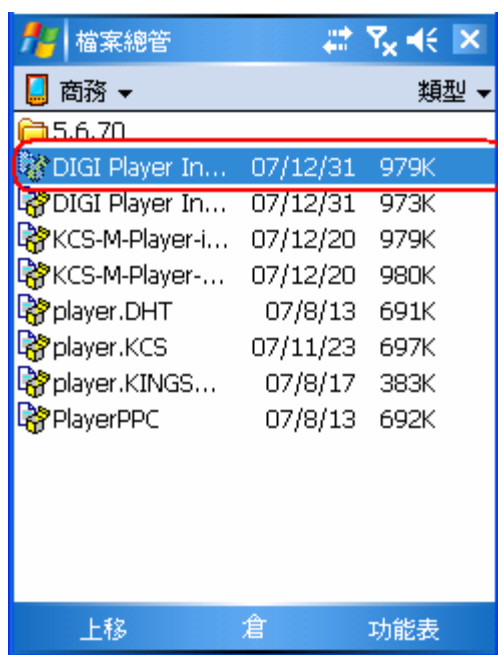 檔案總管
商務 類型
5.6.70
DIGI Player In... 07/12/31 979K
DIGI Player In... 07/12/31 973K
KCS-M-Player-i... 07/12/20 979K
KCS-M-Player-... 07/12/20 980K
player.DHT 07/8/13 691K
player.KCS 07/11/23 697K
player.KINGS... 07/8/17 383K
PlayerPPC 07/8/13 692K
上移 倉 功能表